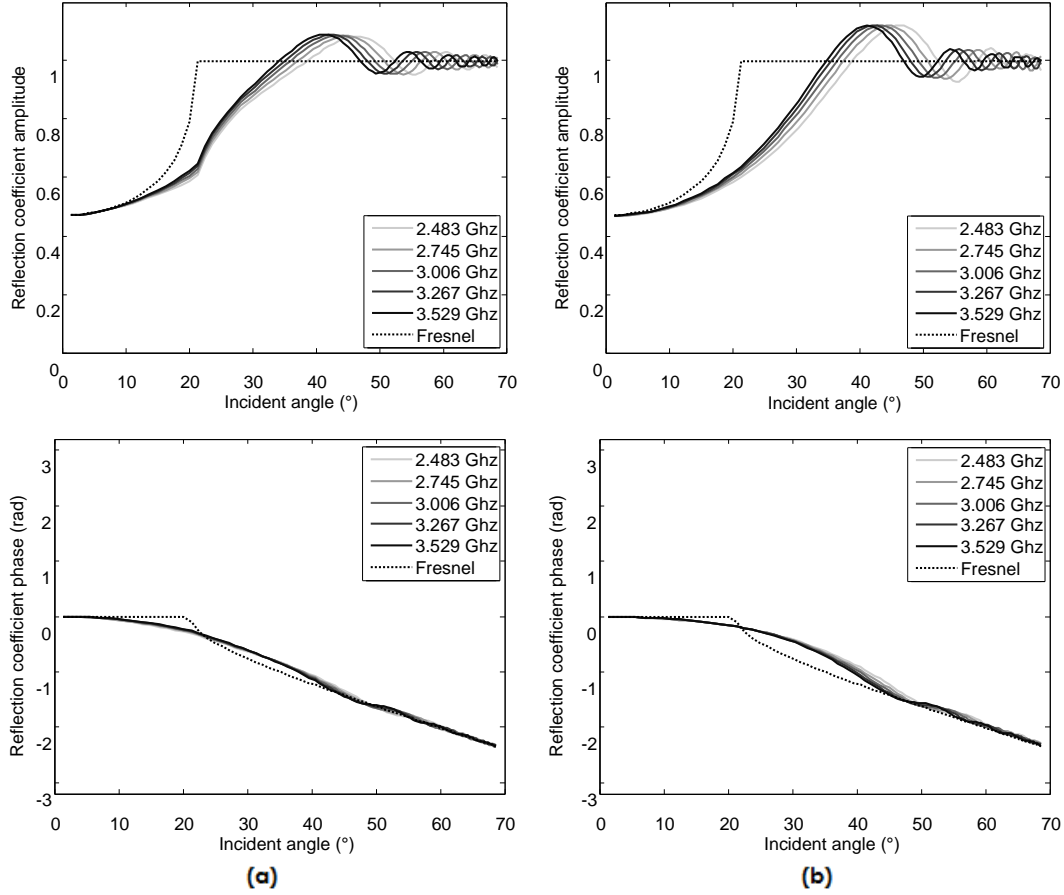 Reflection coefficient amplitude
1
0.8
0.6
0.4
0.2
0
0 10 20 30 40 50 60 70
Incident angle (°)
2.483 Ghz
2.745 Ghz
3.006 Ghz
3.267 Ghz
3.529 Ghz
Fresnel
Reflection coefficient amplitude
1
0.8
0.6
0.4
0.2
0
0 10 20 30 40 50 60 70
Incident angle (°)
2.483 Ghz
2.745 Ghz
3.006 Ghz
3.267 Ghz
3.529 Ghz
Fresnel
Reflection coefficient phase (rad)
3
2
1
0
-1
-2
-3
0 10 20 30 40 50 60 70
Incident angle (°)
2.483 Ghz
2.745 Ghz
3.006 Ghz
3.267 Ghz
3.529 Ghz
Fresnel
(a)
Reflection coefficient phase (rad)
3
2
1
0
-1
-2
-3
0 10 20 30 40 50 60 70
Incident angle (°)
2.483 Ghz
2.745 Ghz
3.006 Ghz
3.267 Ghz
3.529 Ghz
Fresnel
(b)